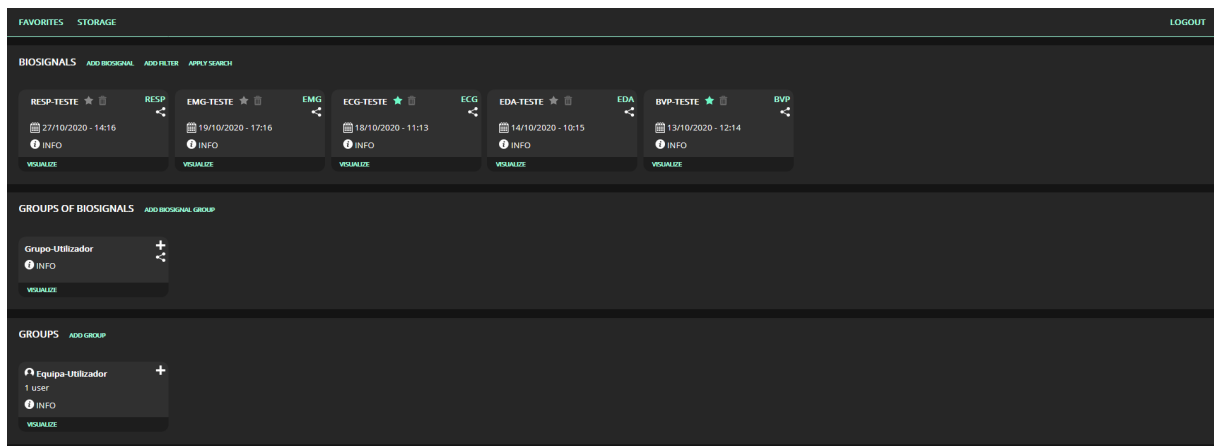 FAVORITES STORAGE LOGOUT
BIOSIGNALS ADD BIOSIGNAL ADD FILTER APPLY SEARCH
RESP-TESTE RESP
27/10/2020 - 14:16
INFO
VISUALIZE
EMG-TESTE EMG
19/10/2020 - 17:16
INFO
VISUALIZE
ECG-TESTE ECG
18/10/2020 - 11:13
INFO
VISUALIZE
EDA-TESTE EDA
14/10/2020 - 10:15
INFO
VISUALIZE
BVP-TESTE BVP
13/10/2020 - 12:14
INFO
VISUALIZE
GROUPS OF BIOSIGNALS ADD BIOSIGNAL GROUP
Grupo-Utilizador
INFO
VISUALIZE
GROUPS ADD GROUP
Equipa-Utilizador
1 user
INFO
VISUALIZE